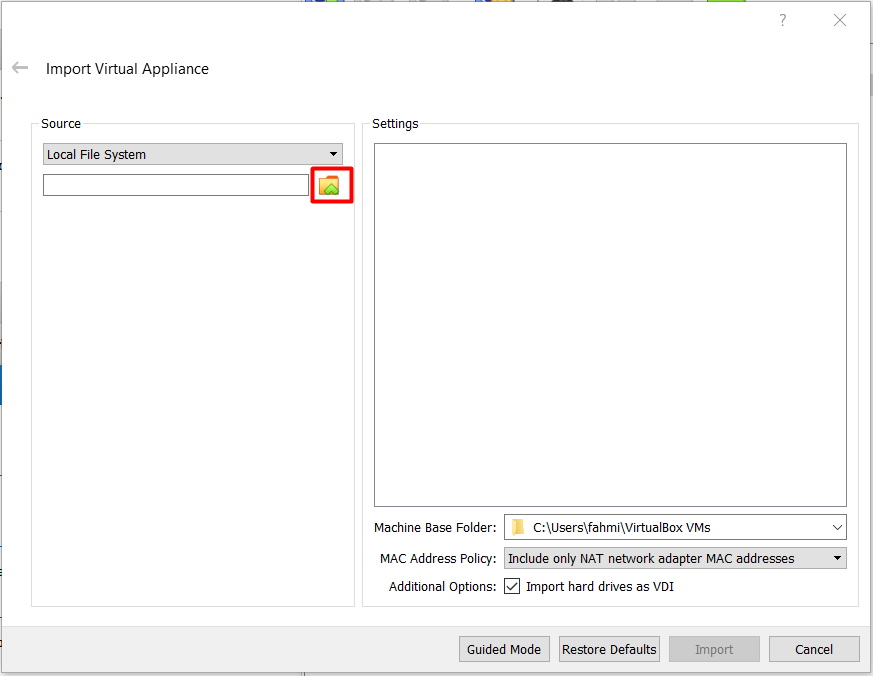 ?
Import Virtual Appliance
Source
Local File System
Settings
Machine Base Folder: C:\Users\fahmi\VirtualBox VMs
MAC Address Policy: Include only NAT network adapter MAC addresses
Additional Options: Import hard drives as VDI
Guided Mode Restore Defaults Import Cancel